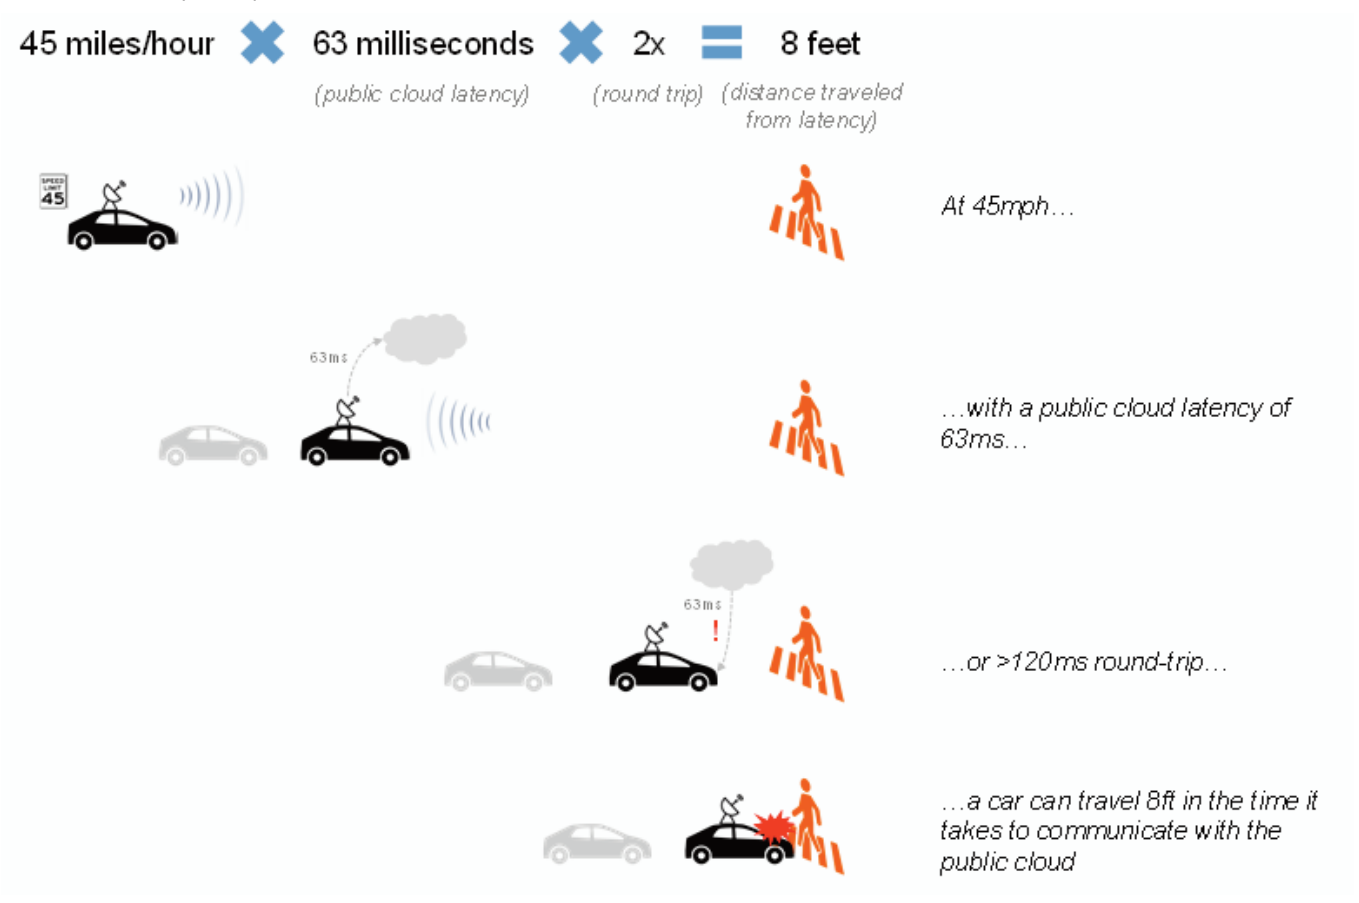 45 miles/hour ✖ 63 milliseconds ✖ 2x = 8 feet
(public cloud latency) (round trip) (distance traveled
from latency)
SPEED
LIMIT
45
At 45mph…
63ms
…with a public cloud latency of
63ms…
63ms
!
…or >120ms round-trip…
…a car can travel 8ft in the time it
takes to communicate with the
public cloud